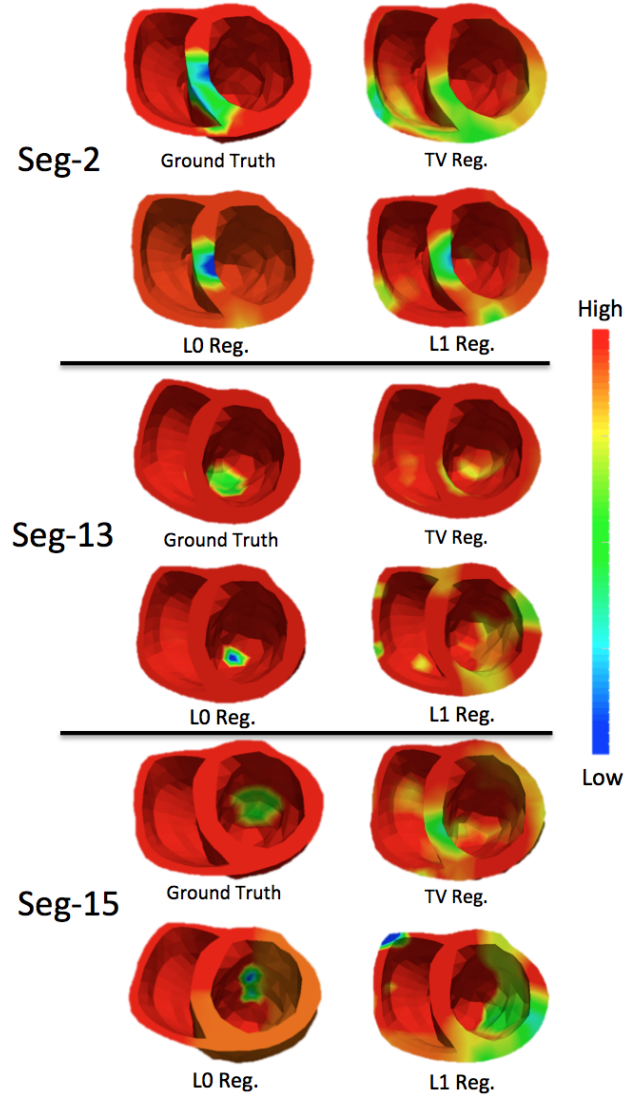 Seg-2
Ground Truth
TV Reg.
L0 Reg.
L1 Reg.
High
Seg-13
Ground Truth
TV Reg.
L0 Reg.
L1 Reg.
Low
Seg-15
Ground Truth
TV Reg.
L0 Reg.
L1 Reg.